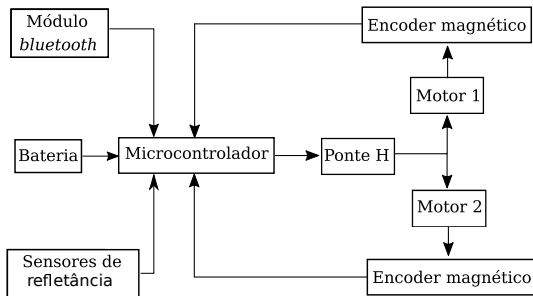 Módulo
bluetooth
Encoder magnético
Motor 1
Bateria
Microcontrolador
Ponte H
Motor 2
Sensores de
refletância
Encoder magnético